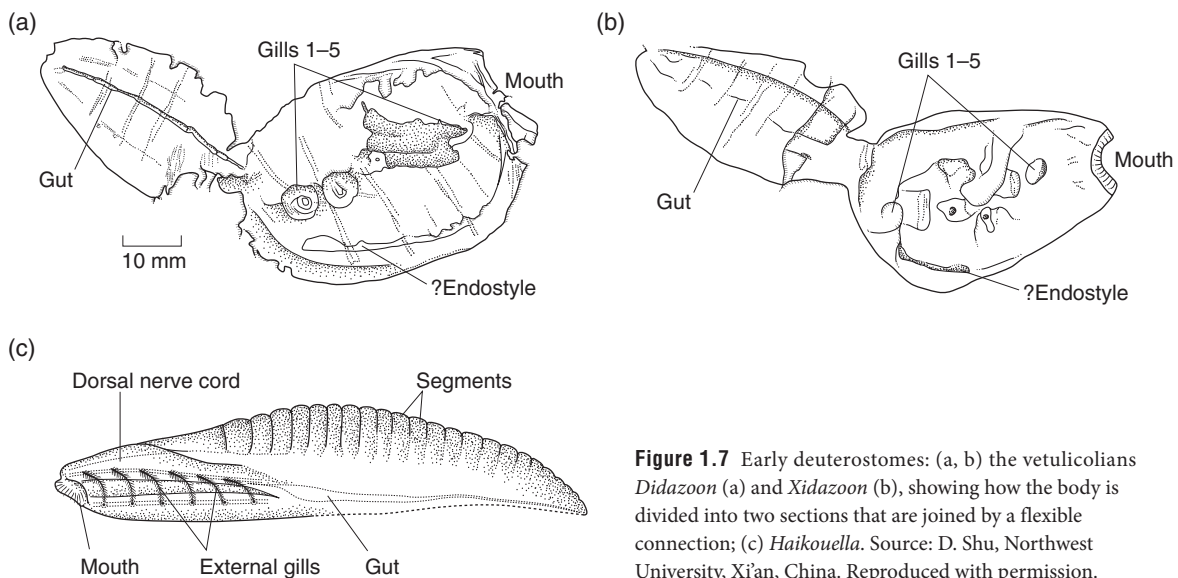 (a)
Gills 1–5
Mouth
Gut
10 mm
?Endostyle
(b)
Gills 1–5
Mouth
Gut
?Endostyle
(c)
Dorsal nerve cord
Segments
Mouth
External gills
Gut
Figure 1.7 Early deuterostomes: (a, b) the vetulicolians
Didazoon (a) and Xidazoon (b), showing how the body is
divided into two sections that are joined by a flexible
connection; (c) Haikouella. Source: D. Shu, Northwest
University, Xi’an, China. Reproduced with permission.